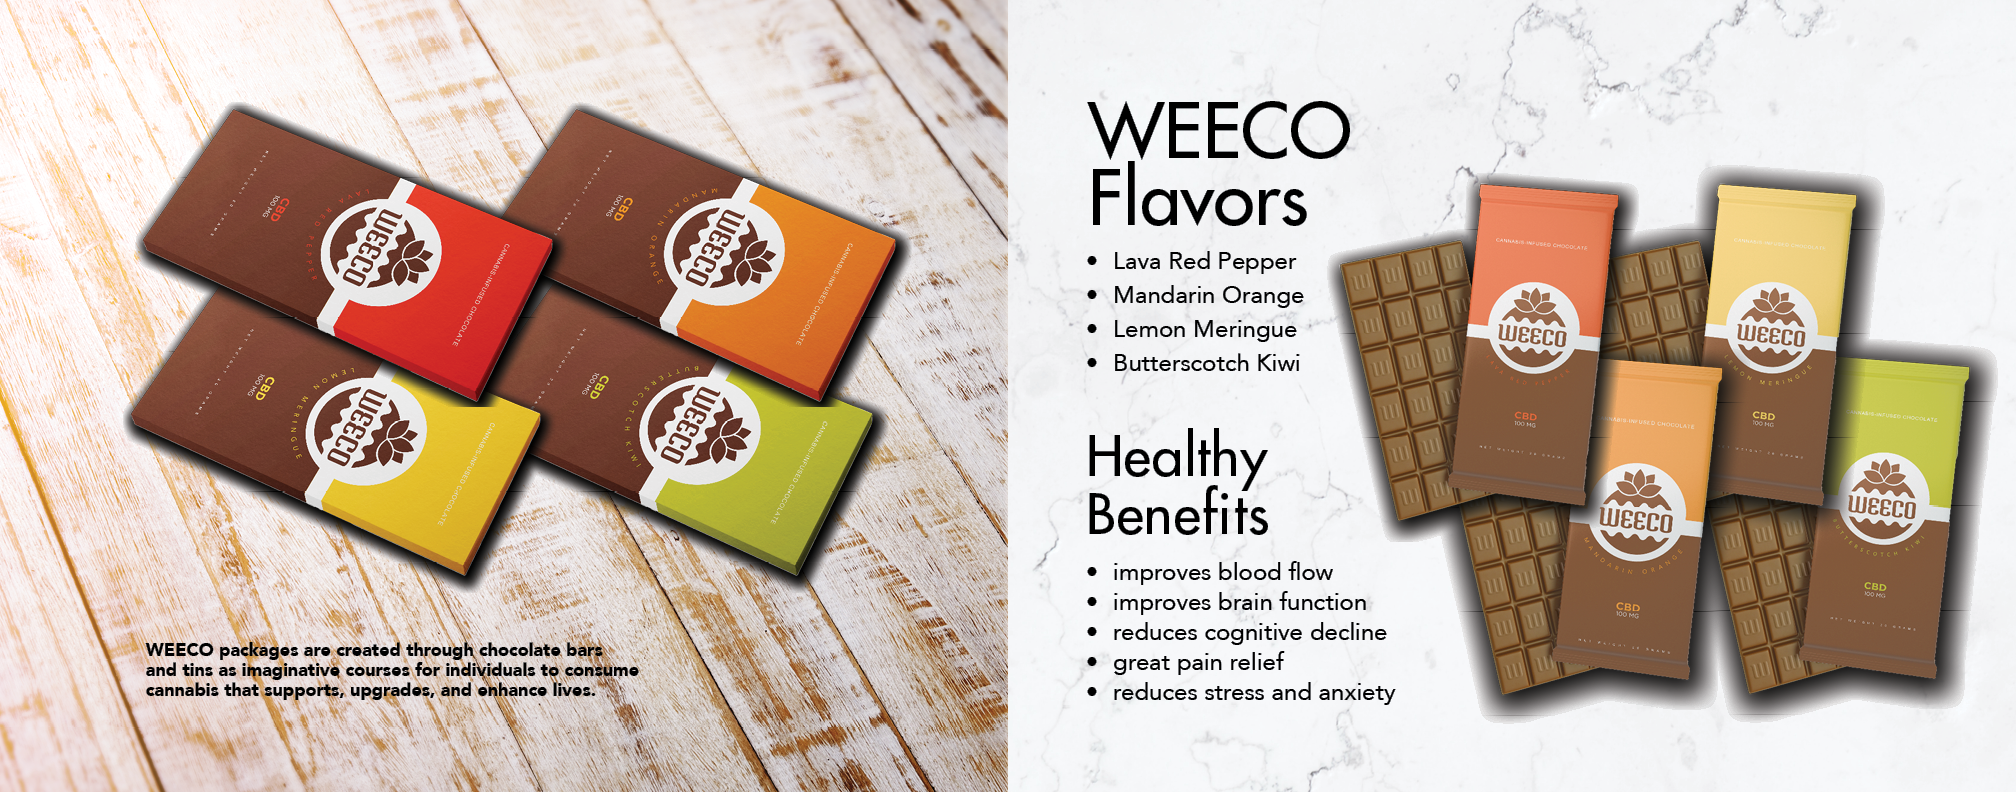 LAVA RED PEPPER
CBD
100 MG
WEECO
CANNABIS-INFUSED CHOCOLATE
MANDARIN ORANGE
CBD
100 MG
WEECO
CANNABIS-INFUSED CHOCOLATE
LEMON MERINGUE
CBD
100 MG
WEECO
CANNABIS-INFUSED CHOCOLATE
BUTTERSCOTCH KIWI
CBD
100 MG
WEECO
CANNABIS-INFUSED CHOCOLATE
WEECO packages are created through chocolate bars
and tins as imaginative courses for individuals to consume
cannabis that supports, upgrades, and enhance lives.
WEECO
Flavors
• Lava Red Pepper
• Mandarin Orange
• Lemon Meringue
• Butterscotch Kiwi
Healthy
Benefits
• improves blood flow
• improves brain function
• reduces cognitive decline
• great pain relief
• reduces stress and anxiety
CANNABIS-INFUSED CHOCOLATE
WEECO
LAVA RED PEPPER
CBD
100 MG
CANNABIS-INFUSED CHOCOLATE
WEECO
LEMON MERINGUE
CBD
100 MG
CANNABIS-INFUSED CHOCOLATE
WEECO
MANDARIN ORANGE
CBD
100 MG
CANNABIS-INFUSED CHOCOLATE
WEECO
BUTTERSCOTCH KIWI
CBD
100 MG